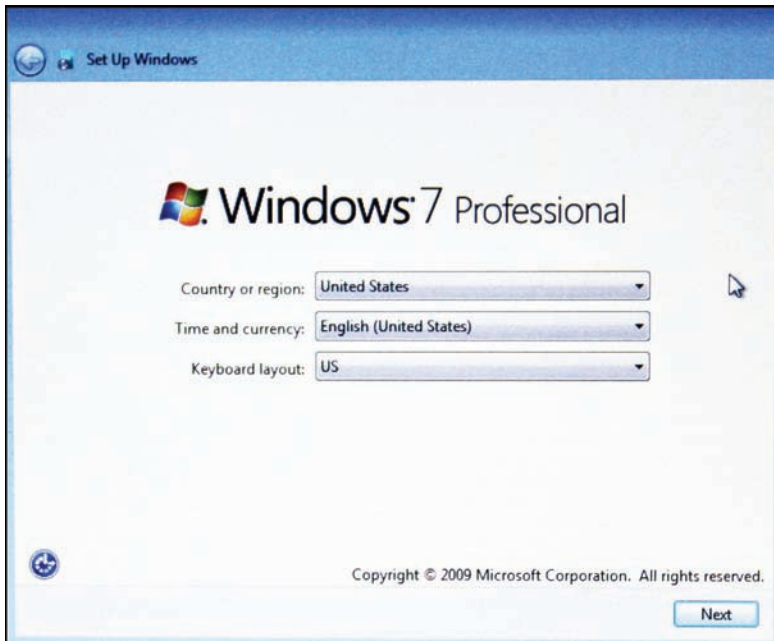 Set Up Windows
Windows 7 Professional
Country or region: United States
Time and currency: English (United States)
Keyboard layout: US
Copyright © 2009 Microsoft Corporation. All rights reserved.
Next